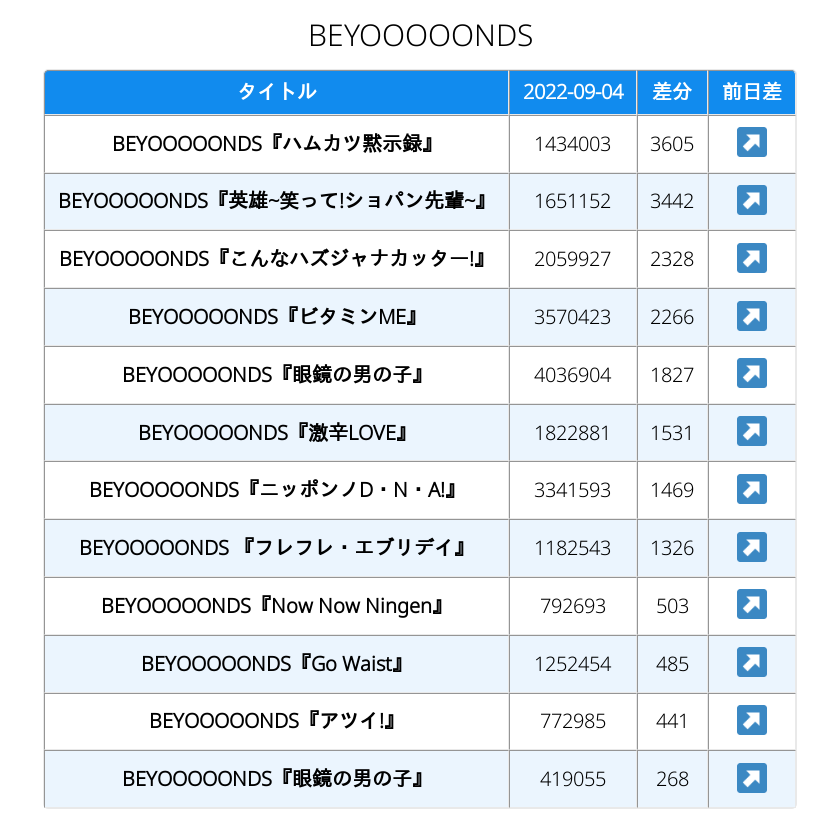 BEYOOOOONDS
タイトル 2022-09-04 差分 前日差
BEYOOOOONDS『ハムカツ黙示録』 1434003 3605 ↗
BEYOOOOONDS『英雄~笑って!ショパン先輩~』 1651152 3442 ↗
BEYOOOOONDS『こんなハズジャナカッター!』 2059927 2328 ↗
BEYOOOOONDS『ビタミンME』 3570423 2266 ↗
BEYOOOOONDS『眼鏡の男の子』 4036904 1827 ↗
BEYOOOOONDS『激辛LOVE』 1822881 1531 ↗
BEYOOOOONDS『ニッポンノD・N・A!』 3341593 1469 ↗
BEYOOOOONDS 『フレフレ・エブリデイ』 1182543 1326 ↗
BEYOOOOONDS『Now Now Ningen』 792693 503 ↗
BEYOOOOONDS『Go Waist』 1252454 485 ↗
BEYOOOOONDS『アツイ!』 772985 441 ↗
BEYOOOOONDS『眼鏡の男の子』 419055 268 ↗